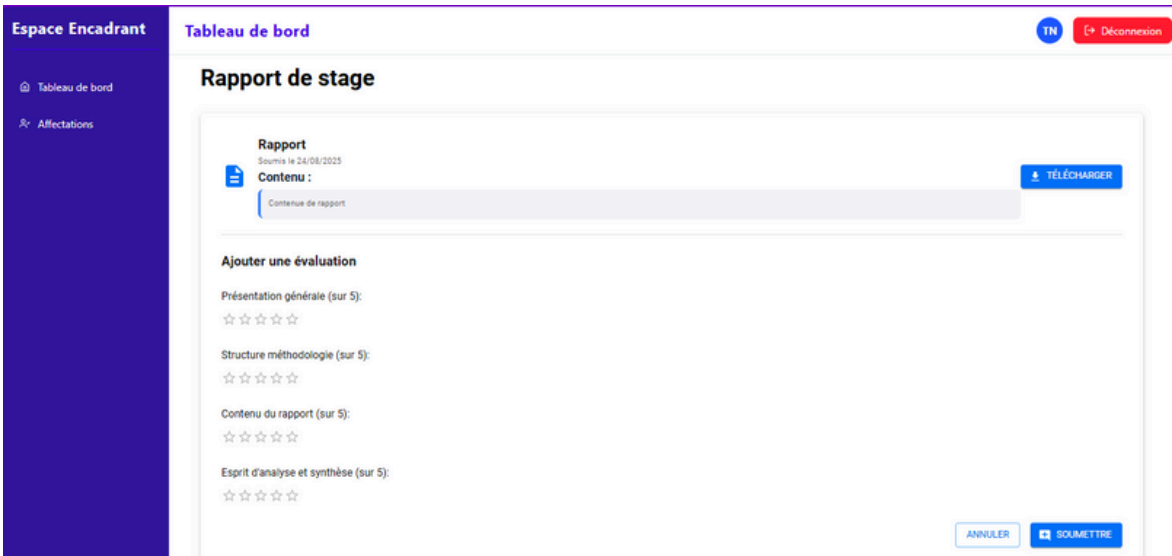 Espace Encadrant
Tableau de bord
TN
Déconnexion
Tableau de bord
Affectations
Rapport de stage
Rapport
Soumis le 24/08/2025
Contenu :
Contenue de rapport
TÉLÉCHARGER
Ajouter une évaluation
Présentation générale (sur 5):
Structure méthodologie (sur 5):
Contenu du rapport (sur 5):
Esprit d'analyse et synthèse (sur 5):
ANNULER
SOUMETTRE